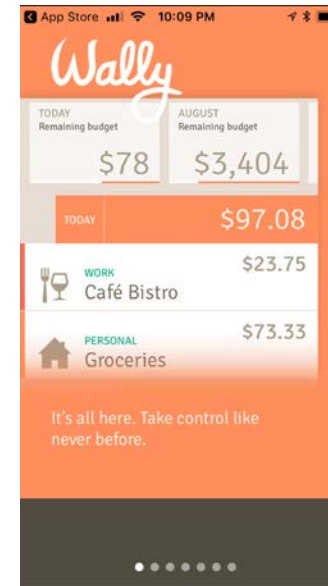 App Store 10:09 PM
Wally
TODAY
Remaining budget
$78
AUGUST
Remaining budget
$3,404
TODAY $97.08
WORK
Café Bistro
$23.75
PERSONAL
Groceries
$73.33
It's all here. Take control like
never before.